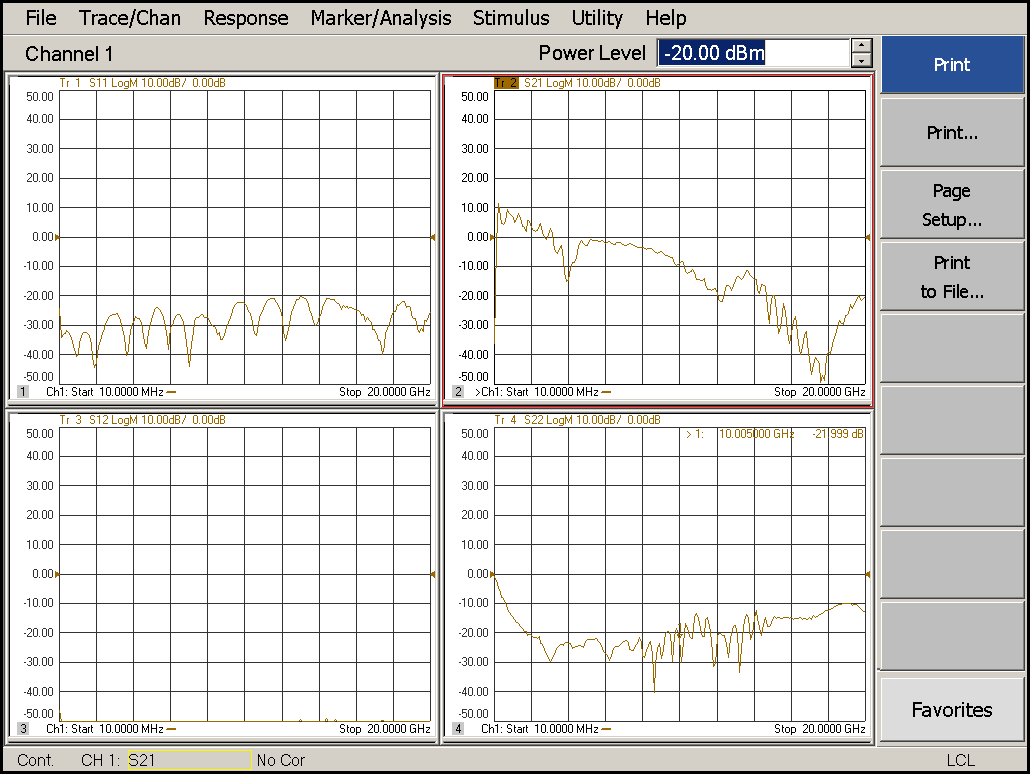 File Trace/Chan Response Marker/Analysis Stimulus Utility Help
Channel 1 Power Level -20.00 dBm
Print
Print...
Page
Setup...
Print
to File...
Favorites
Tr 1 S11 LogM 10.00dB/ 0.00dB
50.00
40.00
30.00
20.00
10.00
0.00
-10.00
-20.00
-30.00
-40.00
-50.00
1 Ch1: Start 10.0000 MHz Stop 20.0000 GHz
Tr 2 S21 LogM 10.00dB/ 0.00dB
50.00
40.00
30.00
20.00
10.00
0.00
-10.00
-20.00
-30.00
-40.00
-50.00
2 >Ch1: Start 10.0000 MHz Stop 20.0000 GHz
Tr 3 S12 LogM 10.00dB/ 0.00dB
50.00
40.00
30.00
20.00
10.00
0.00
-10.00
-20.00
-30.00
-40.00
-50.00
3 Ch1: Start 10.0000 MHz Stop 20.0000 GHz
Tr 4 S22 LogM 10.00dB/ 0.00dB
> 1: 10.005000 GHz -21.999 dB
50.00
40.00
30.00
20.00
10.00
0.00
-10.00
-20.00
-30.00
-40.00
-50.00
4 Ch1: Start 10.0000 MHz Stop 20.0000 GHz
Cont. CH 1: S21 No Cor LCL